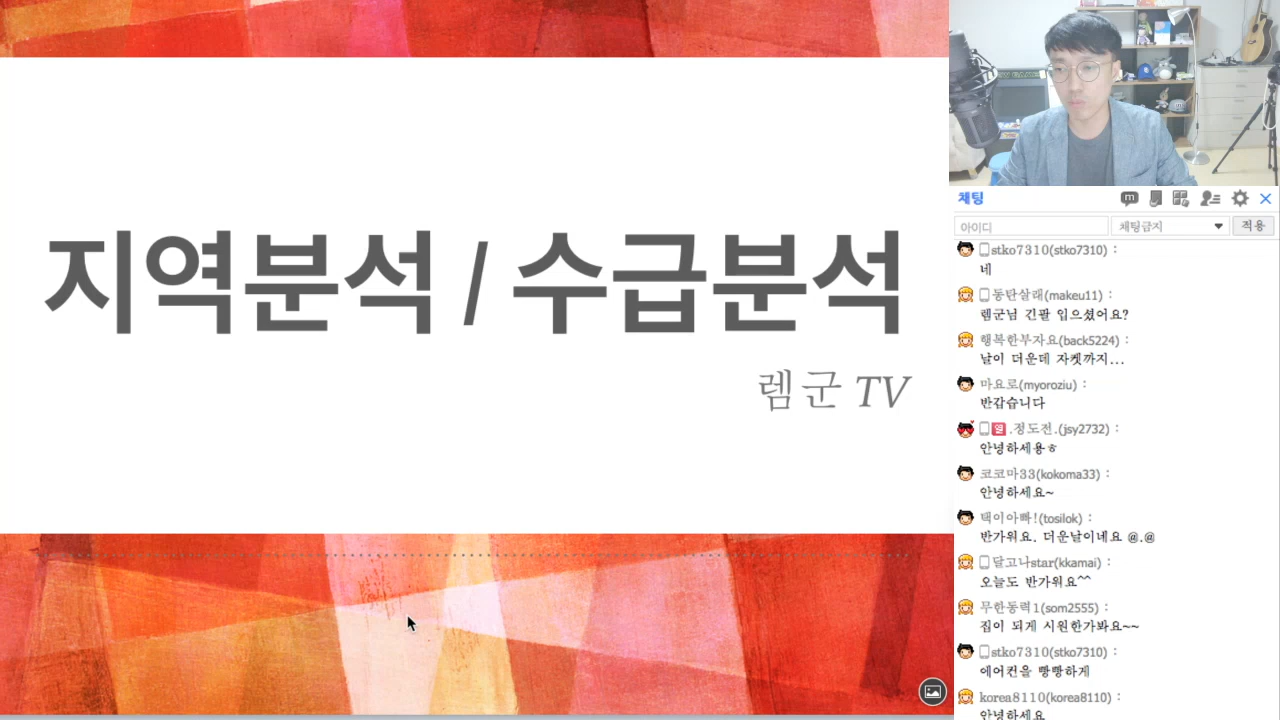 지역분석 / 수급분석
렘군 TV
채팅
아이디
채팅금지
적용
stko7310(stko7310) :
네
동탄살래(makeu11) :
렘군님 긴팔 입으셨어요?
행복한부자요(back5224) :
날이 더운데 자켓까지...
마요로(myoroziu) :
반갑습니다
열 .정도전.(jsy2732) :
안녕하세용ㅎ
코코마33(kokoma33) :
안녕하세요~
택이아빠!(tosilok) :
반가워요. 더운날이네요 @.@
달고나star(kkamai) :
오늘도 반가워요^^
무한동력1(som2555) :
집이 되게 시원한가봐요~~
stko7310(stko7310) :
에어컨을 빵빵하게
korea8110(korea8110) :
안녕하세요